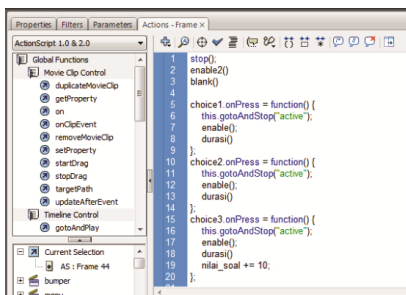 Properties Filters Parameters Actions - Frame ×
ActionScript 1.0 & 2.0
Global Functions
Movie Clip Control
duplicateMovieClip
getProperty
on
onClipEvent
removeMovieClip
setProperty
startDrag
stopDrag
targetPath
updateAfterEvent
Timeline Control
gotoAndPlay
Current Selection
AS : Frame 44
bumper
1 stop();
2 enable2()
3 blank()
4
5 choice1.onPress = function() {
6 this.gotoAndStop("active");
7 enable();
8 durasi()
9 };
10 choice2.onPress = function() {
11 this.gotoAndStop("active");
12 enable();
13 durasi()
14 };
15 choice3.onPress = function() {
16 this.gotoAndStop("active");
17 enable();
18 durasi()
19 nilai_soal += 10;
20 };